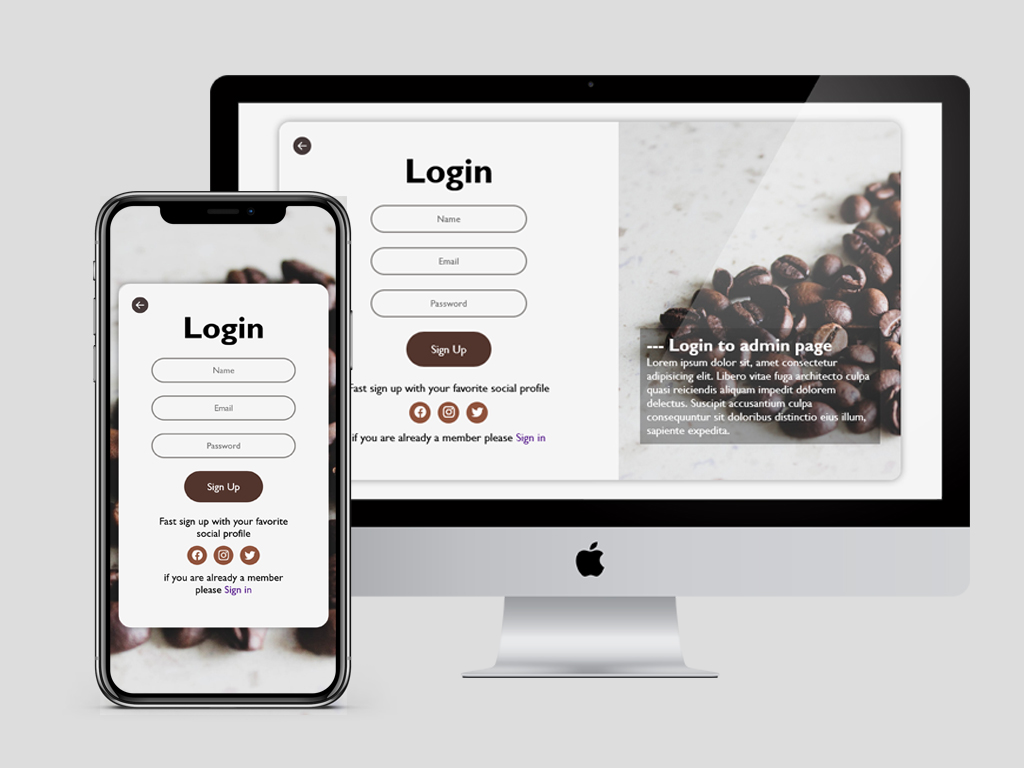 Login
Name
Email
Password
Sign Up
Fast sign up with your favorite social profile
if you are already a member please Sign in
--- Login to admin page
Lorem ipsum dolor sit, amet consectetur
adipisicing elit. Libero vitae fuga architecto culpa
quasi reiciendis aliquam impedit dolorem
delectus. Suscipit accusantium culpa
consequuntur sit doloribus distinctio eius illum,
sapiente expedita.
Login
Name
Email
Password
Sign Up
Fast sign up with your favorite
social profile
if you are already a member
please Sign in